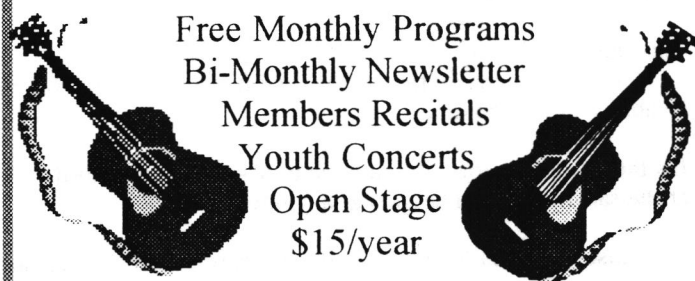 Free Monthly Programs
Bi-Monthly Newsletter
Members Recitals
Youth Concerts
Open Stage
$15/year